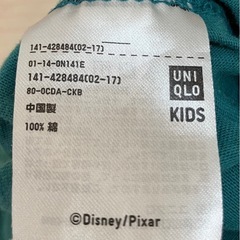 141-428484(02-17)
01-14-0N141E
141-428484(02-17)
80-0CDA-CKB
中国製
100% 綿
UNI
QLO
KIDS
©Disney/Pixar